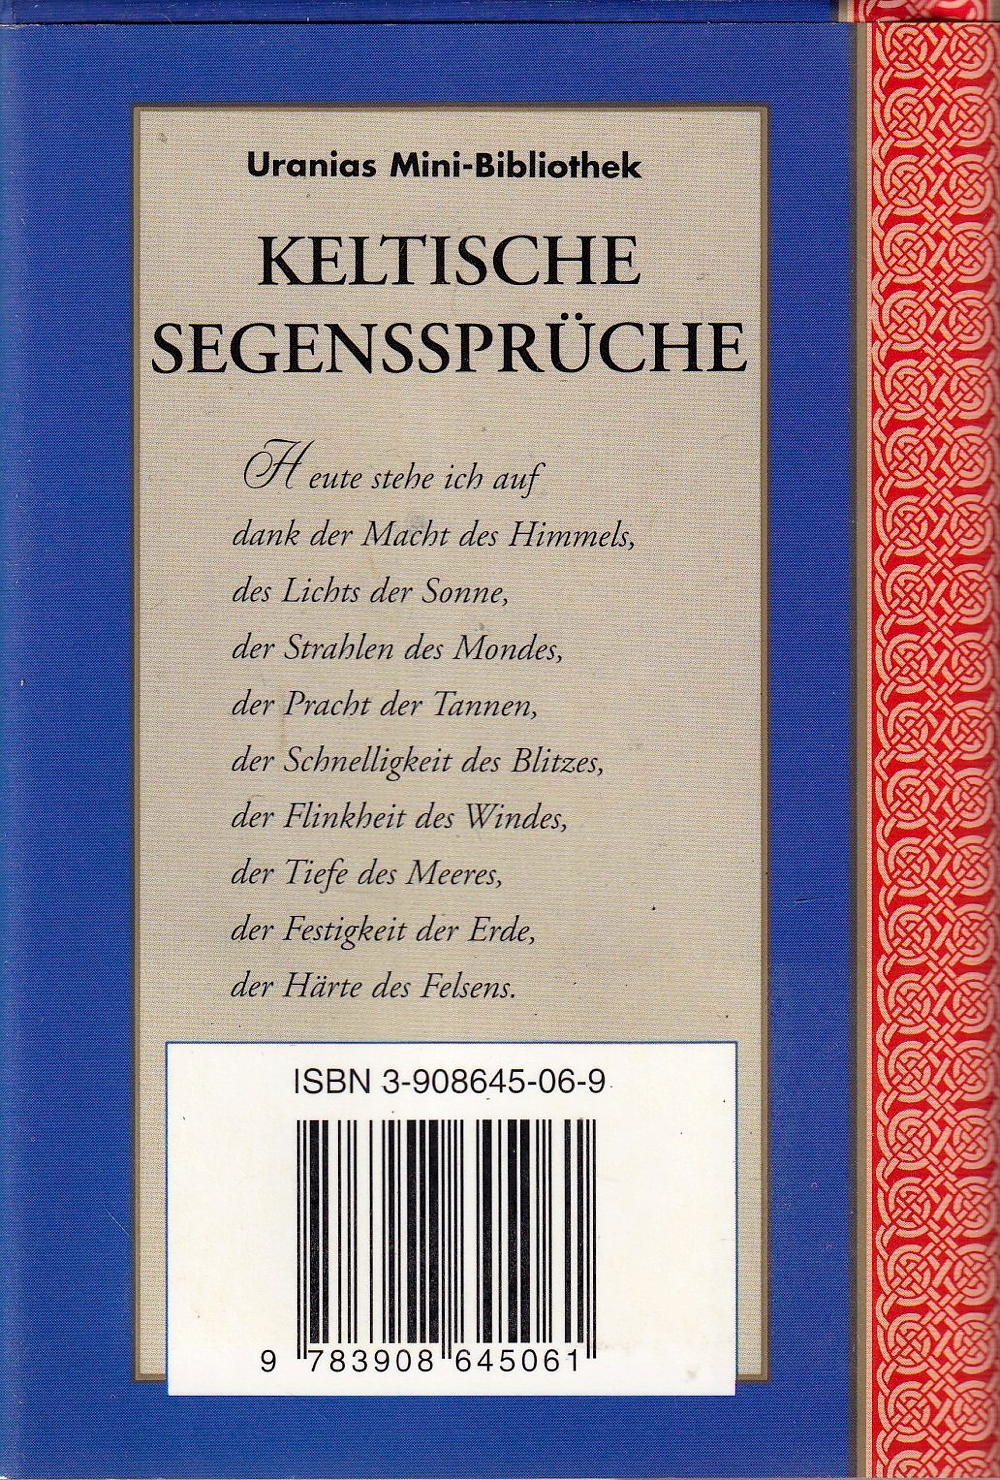 Uranias Mini-Bibliothek
KELTISCHE
SEGENSSPRÜCHE
Heute stehe ich auf
dank der Macht des Himmels,
des Lichts der Sonne,
der Strahlen des Mondes,
der Pracht der Tannen,
der Schnelligkeit des Blitzes,
der Flinkheit des Windes,
der Tiefe des Meeres,
der Festigkeit der Erde,
der Härte des Felsens.
ISBN 3-908645-06-9
9 783908 645061